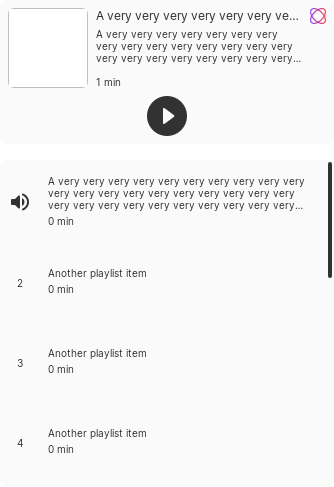 A very very very very very very ve...
A very very very very very very very
very very very very very very very very
very very very very very very very very...
1 min
A very very very very very very very very very very
very very very very very very very very very very
very very very very very very very very very very...
0 min
2
Another playlist item
0 min
3
Another playlist item
0 min
4
Another playlist item
0 min